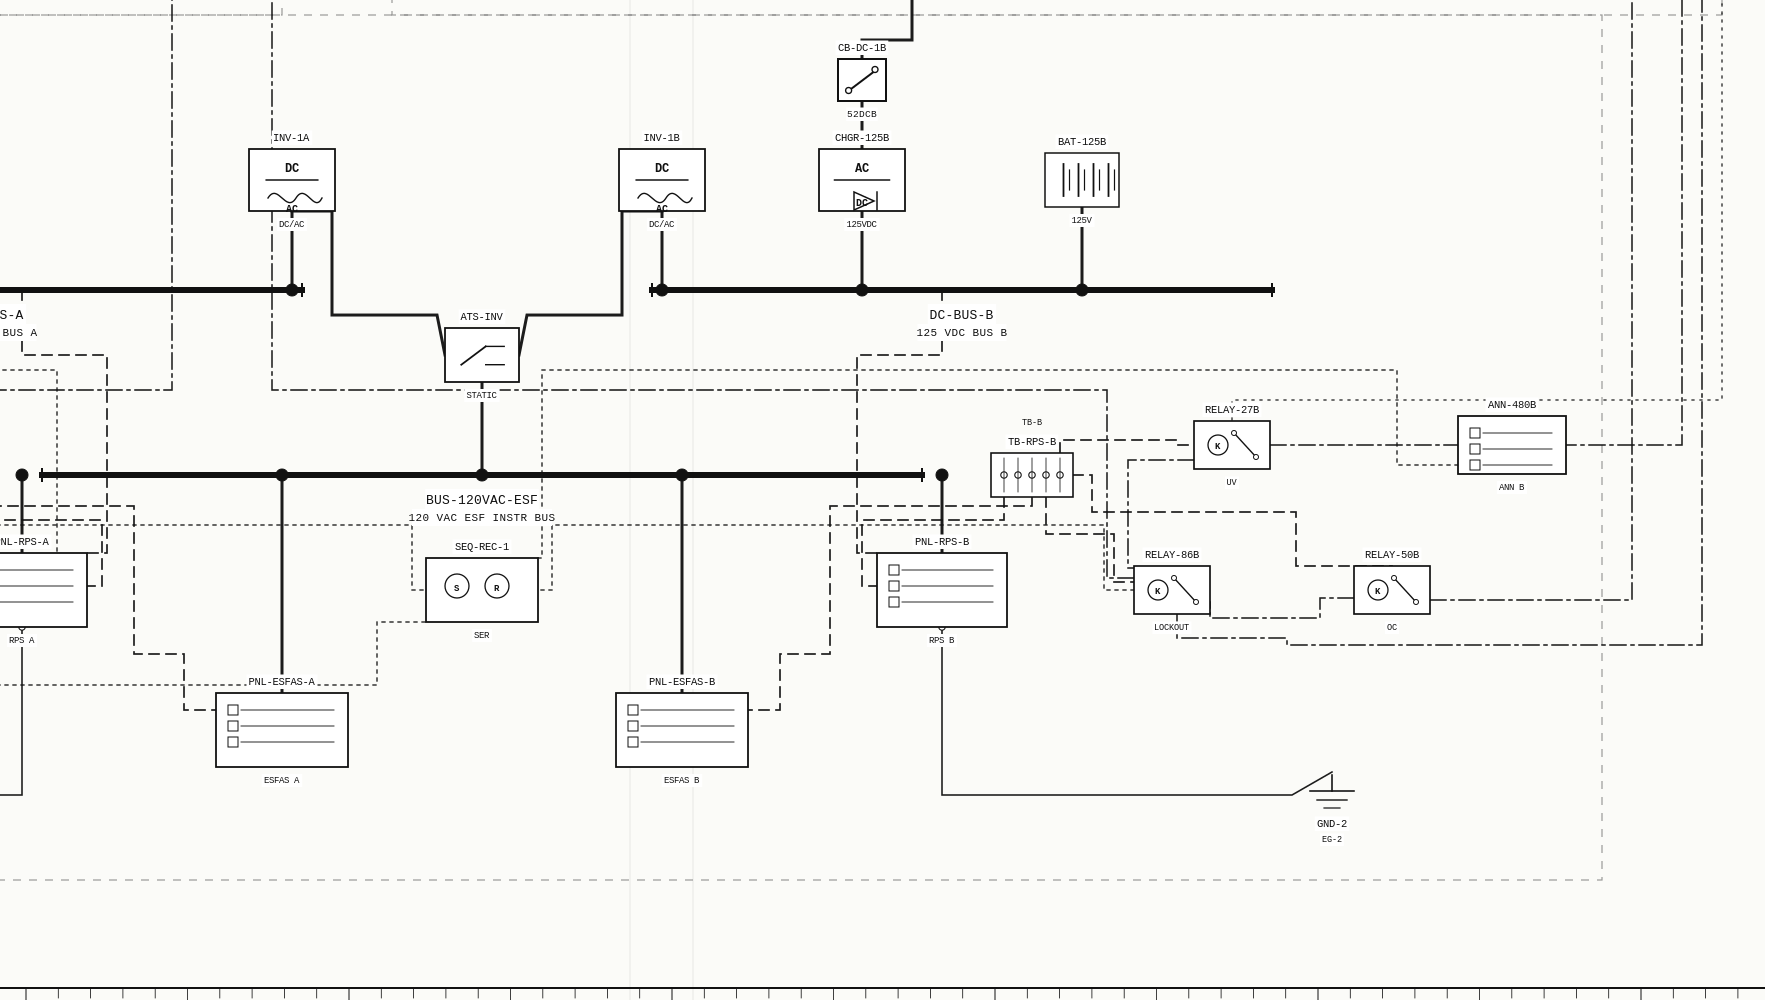 CB-DC-1B
52DCB
INV-1A
DC
AC
DC/AC
INV-1B
DC
AC
DC/AC
CHGR-125B
AC
DC
125VDC
BAT-125B
125V
S-A
BUS A
ATS-INV
STATIC
DC-BUS-B
125 VDC BUS B
TB-B
TB-RPS-B
RELAY-27B
K
UV
ANN-480B
ANN B
BUS-120VAC-ESF
120 VAC ESF INSTR BUS
NL-RPS-A
RPS A
SEQ-REC-1
S R
SER
PNL-RPS-B
RPS B
RELAY-86B
K
LOCKOUT
RELAY-50B
K
OC
PNL-ESFAS-A
ESFAS A
PNL-ESFAS-B
ESFAS B
GND-2
EG-2